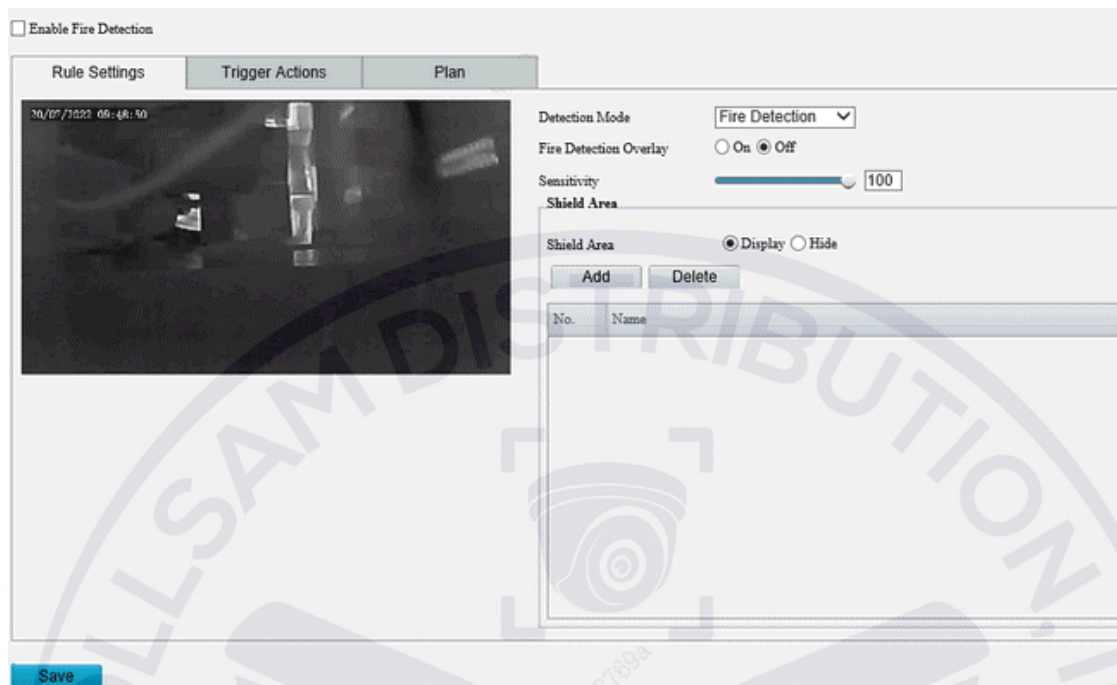 Enable Fire Detection
Rule Settings
Trigger Actions
Plan
20/07/2022 09:48:50
Detection Mode
Fire Detection
Fire Detection Overlay
On
Off
Sensitivity
100
Shield Area
Shield Area
Display
Hide
Add
Delete
No.
Name
DISTRIBUTION,
Save